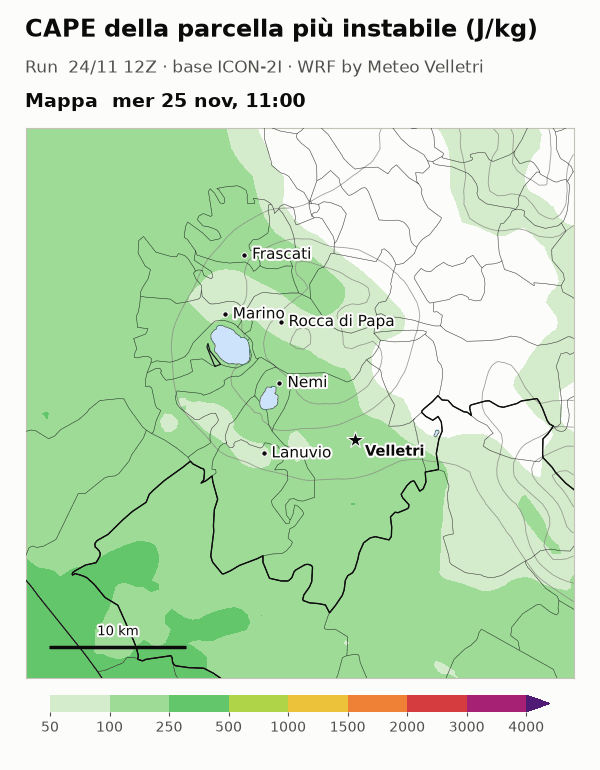 CAPE della parcella più instabile (J/kg)
Run  24/11 12Z · base ICON-2I · WRF by Meteo Velletri
Mappa  mer 25 nov, 11:00
Frascati
Marino
Rocca di Papa
Nemi
Velletri
Lanuvio
10 km
50 100 250 500 1000 1500 2000 3000 4000